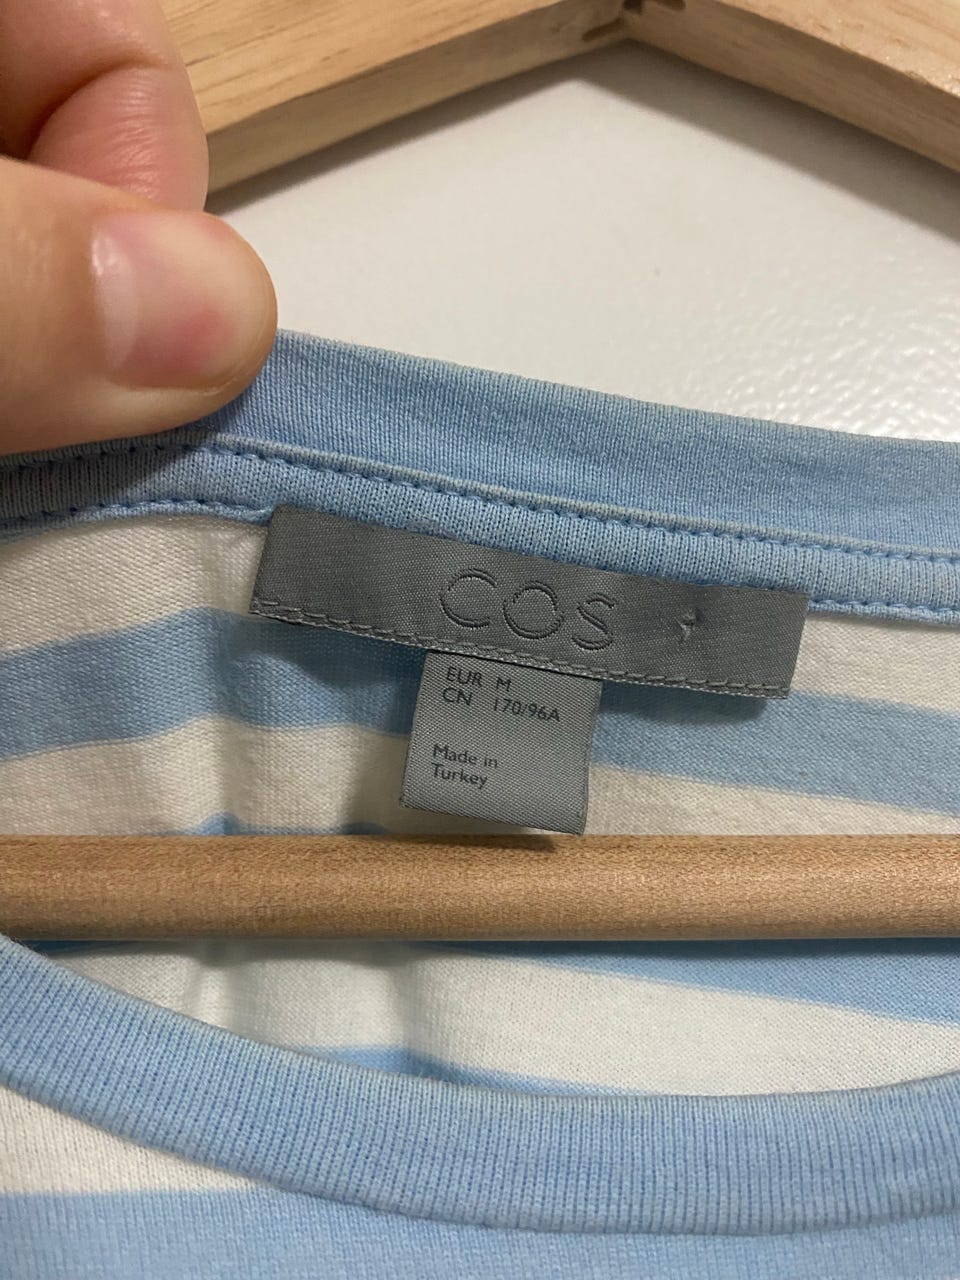 COS
EUR M
CN 170/96A
Made in
Turkey